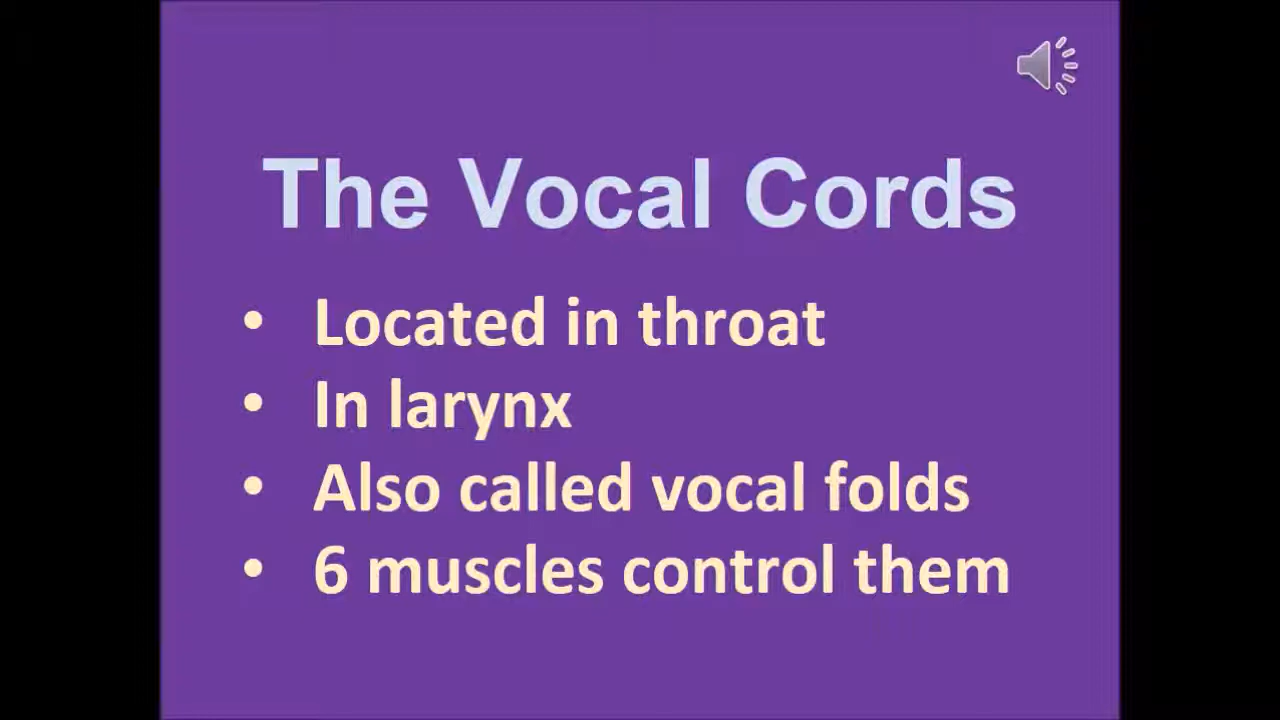 The Vocal Cords
• Located in throat
• In larynx
• Also called vocal folds
• 6 muscles control them